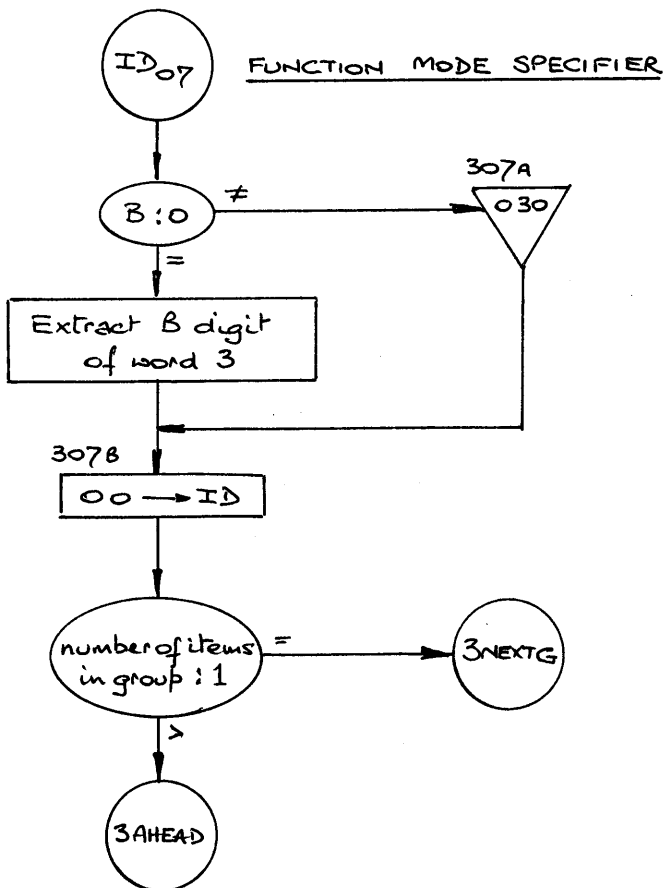 ID07
FUNCTION MODE SPECIFIER
307A
B:0
≠
030
=
Extract B digit
of word 3
307B
00 → ID
number of items
in group : 1
=
3NEXTG
>
3AHEAD